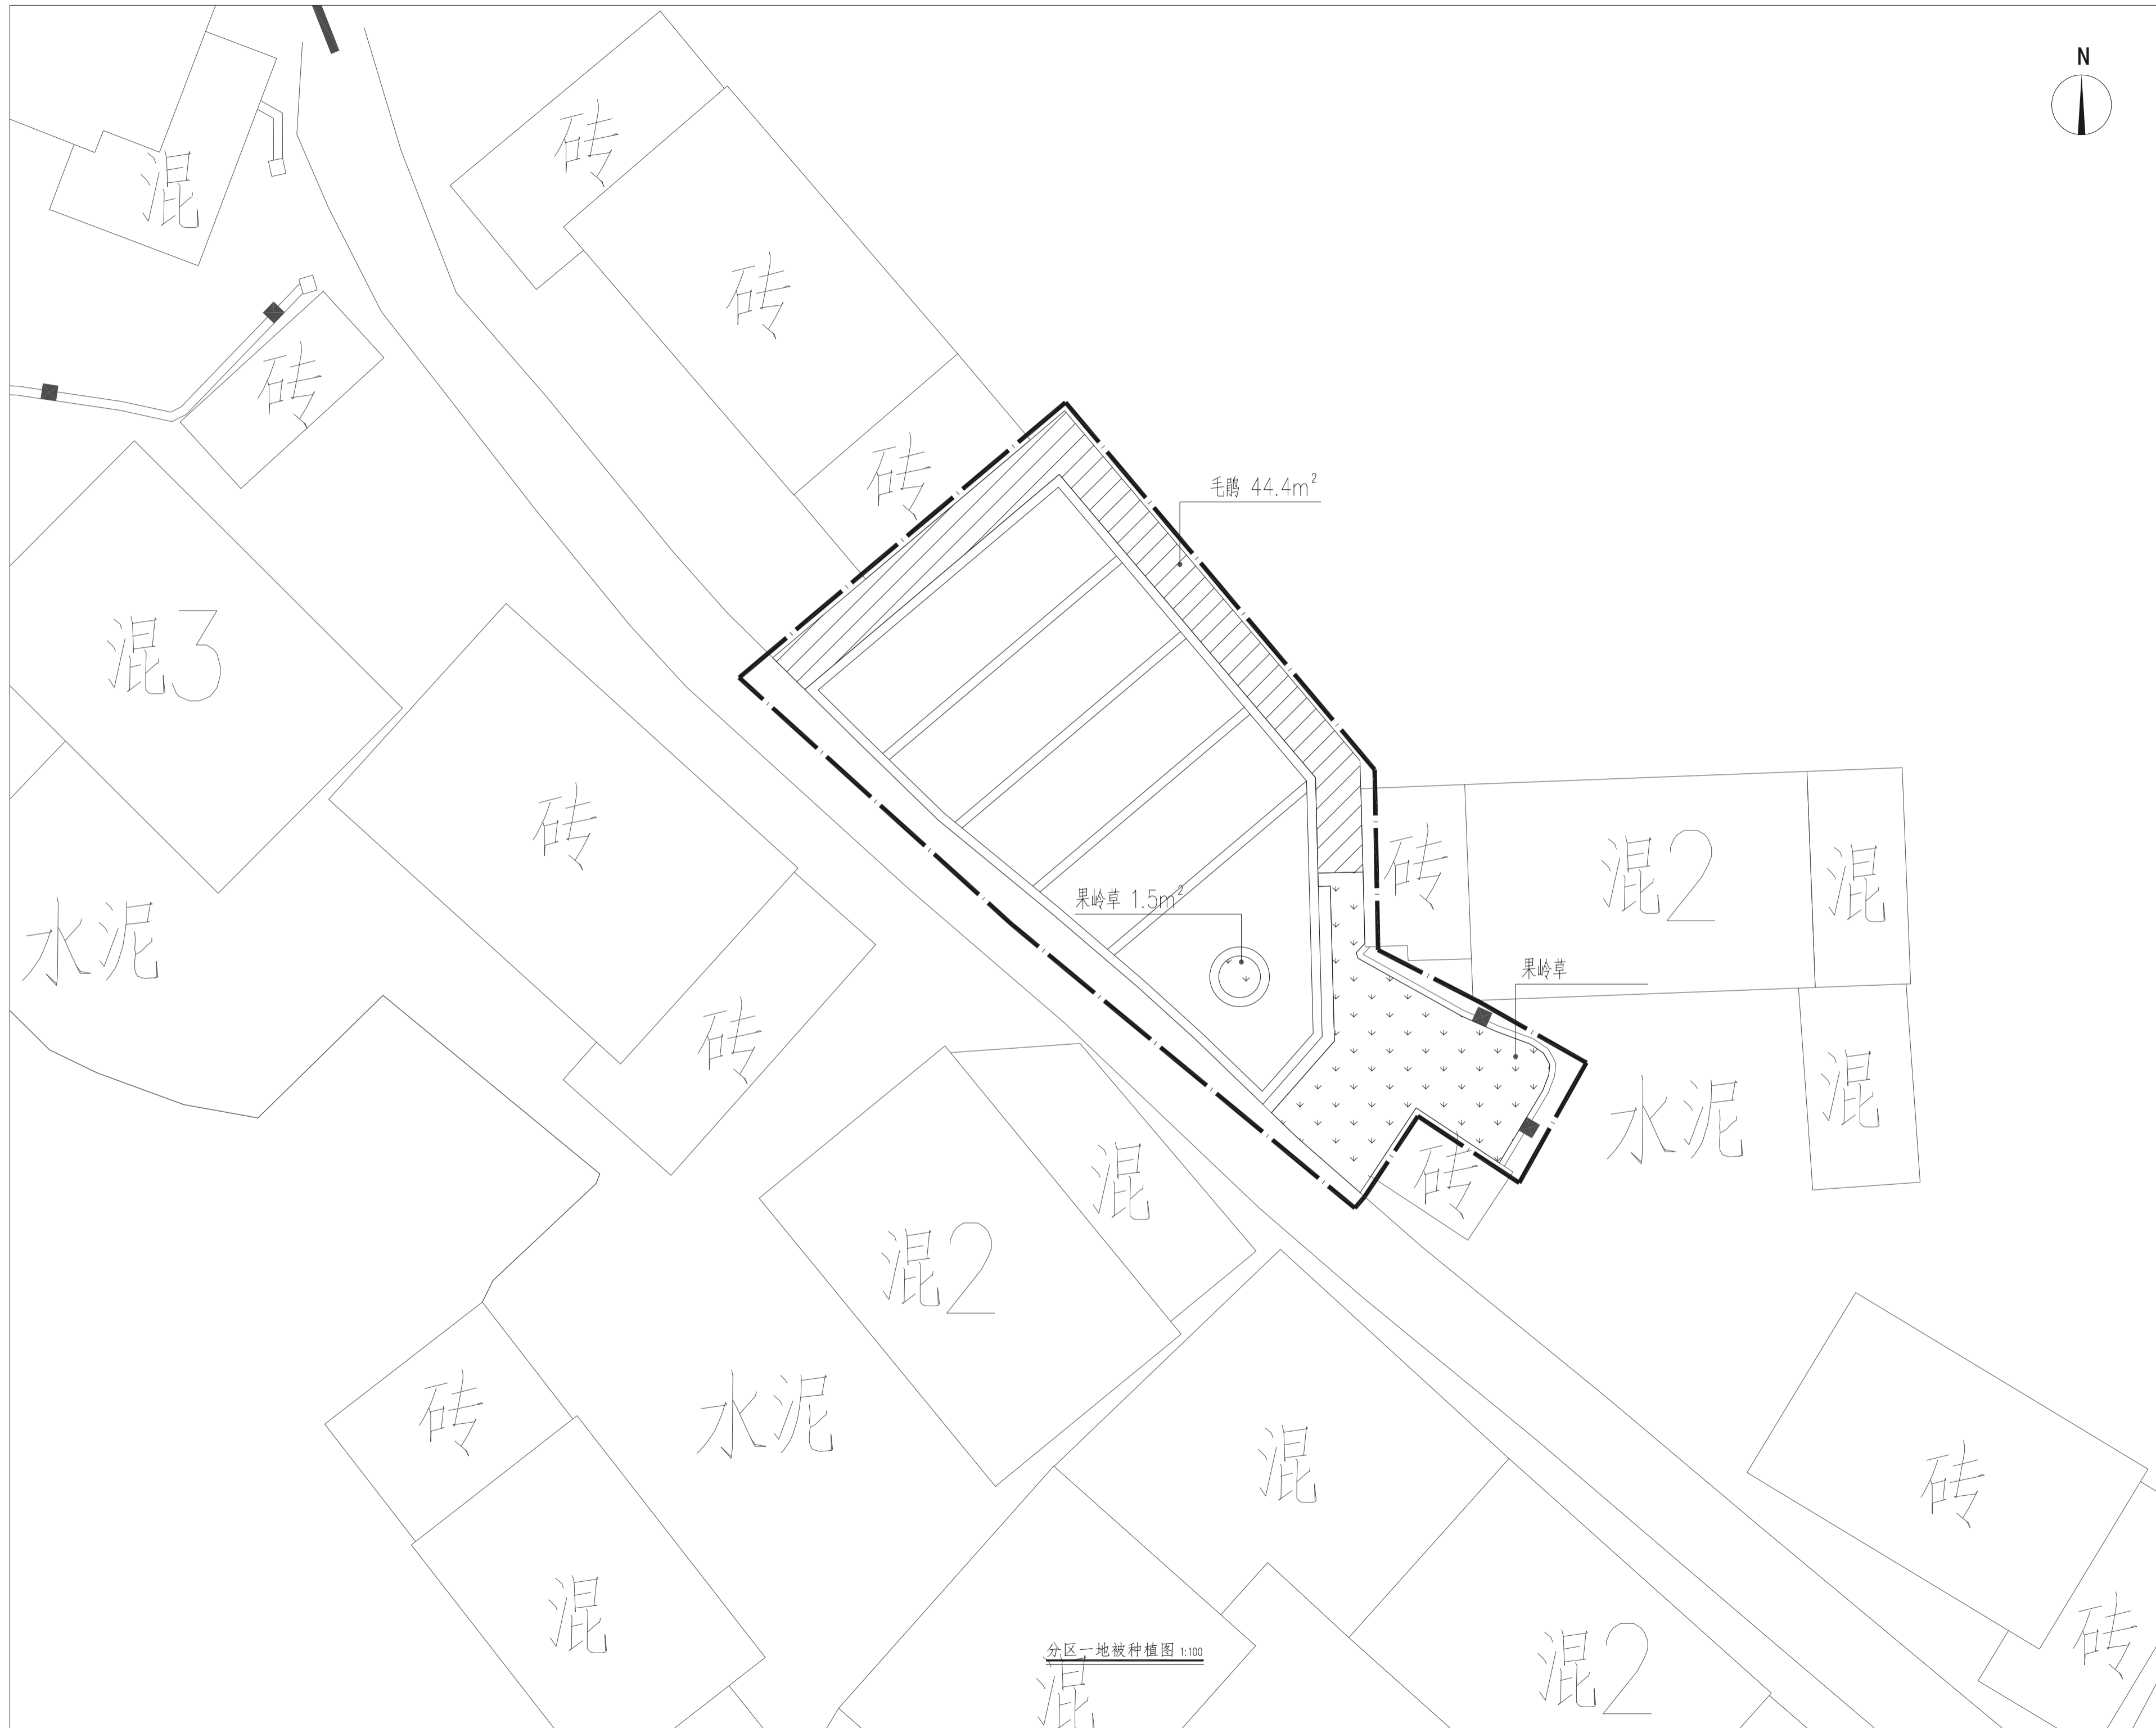 N
砖
混
砖
砖
砖
毛鹃 44.4m²
混3
砖
混2
混
砖
果岭草 1.5m²
水泥
果岭草
砖
混
水泥
混
砖
混2
砖
水泥
混
砖
混
砖
分区一地被种植图 1:100
混2
混